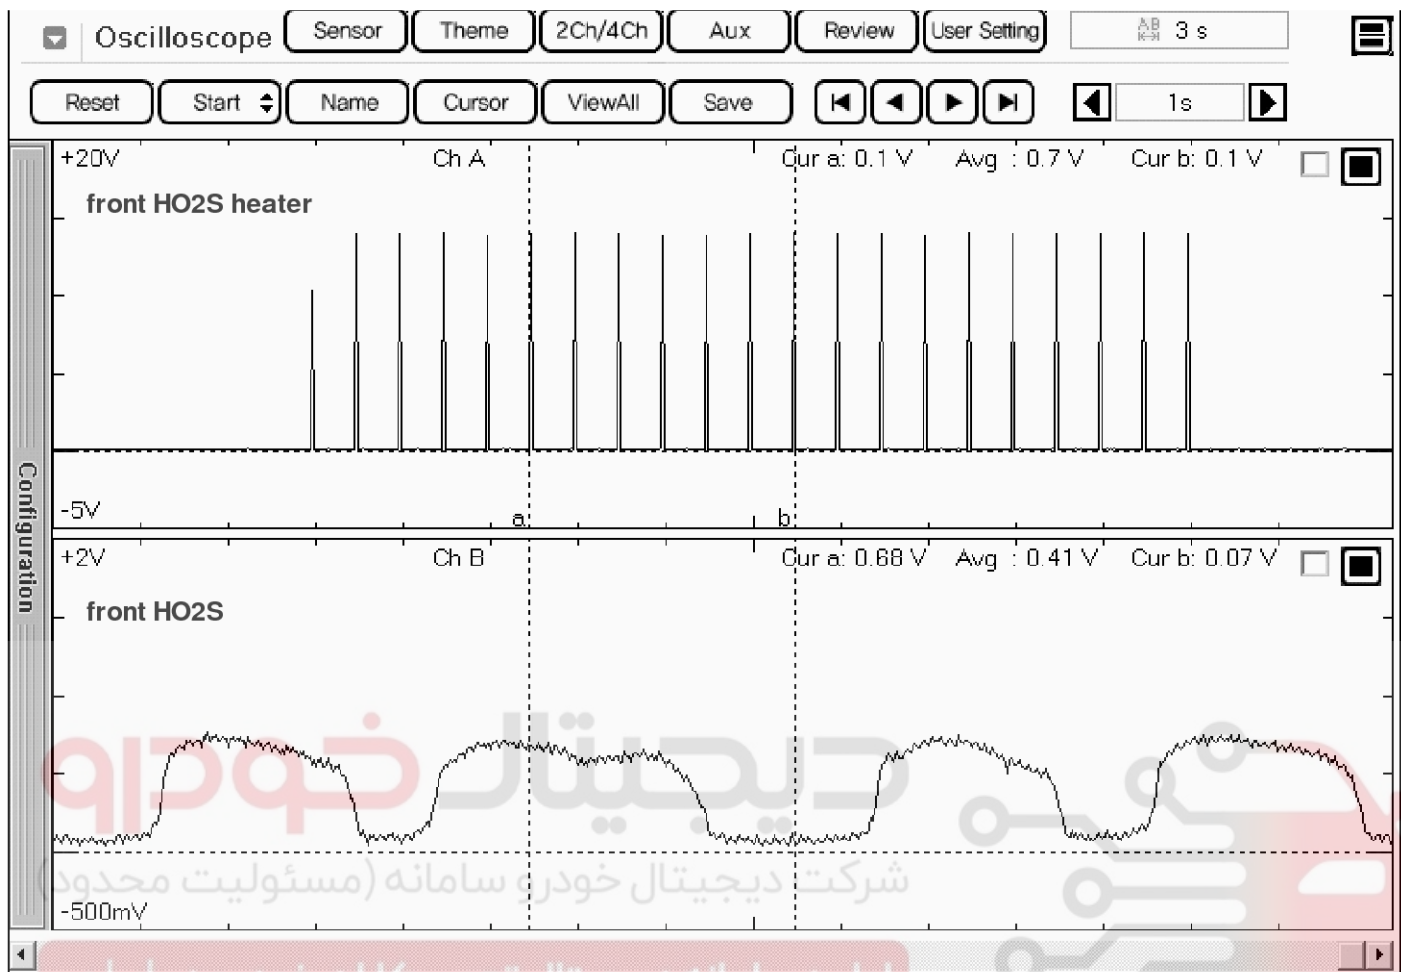 Oscilloscope Sensor Theme 2Ch/4Ch Aux Review User Setting AB 3 s
Reset Start Name Cursor ViewAll Save 1s
+20V Ch A Cur a: 0.1 V Avg : 0.7 V Cur b: 0.1 V
front HO2S heater
Configuration
-5V a b
+2V Ch B Cur a: 0.68 V Avg : 0.41 V Cur b: 0.07 V
front HO2S
دیجیتال خودرو
شرکت دیجیتال خودرو سامانه (مسئولیت محدود)
-500mV